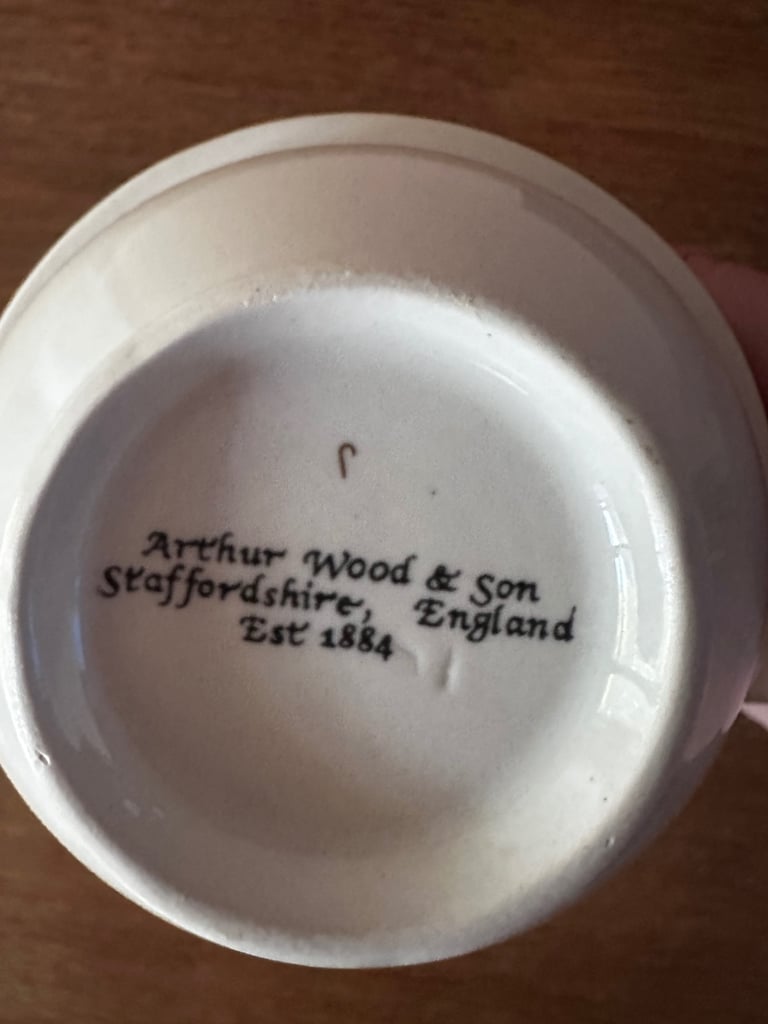 Arthur Wood & Son
Staffordshire, England
Est 1884